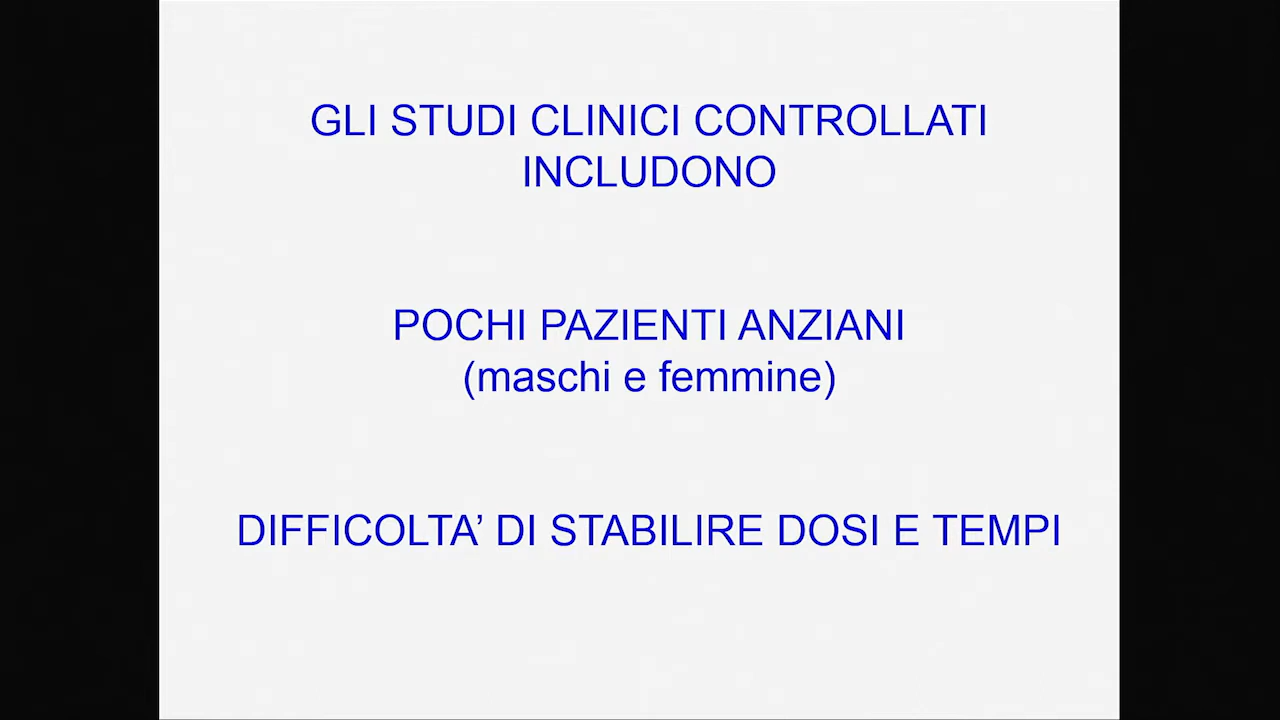 GLI STUDI CLINICI CONTROLLATI
INCLUDONO
POCHI PAZIENTI ANZIANI
(maschi e femmine)
DIFFICOLTA’ DI STABILIRE DOSI E TEMPI